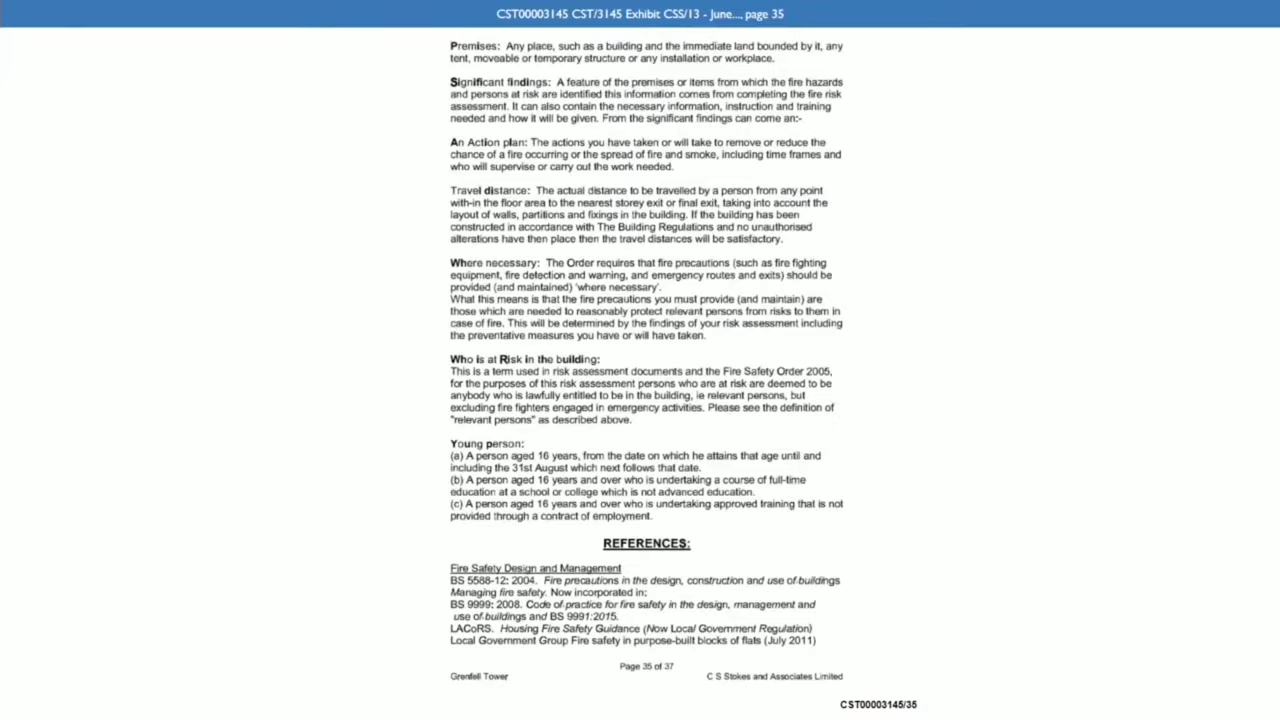 CST00003145 CST/3145 Exhibit CSS/13 - June..., page 35
Premises: Any place, such as a building and the immediate land bounded by it, any
tent, moveable or temporary structure or any installation or workplace.
Significant findings: A feature of the premises or items from which the fire hazards
and persons at risk are identified this information comes from completing the fire risk
assessment. It can also contain the necessary information, instruction and training
needed and how it will be given. From the significant findings can come an:-
An Action plan: The actions you have taken or will take to remove or reduce the
chance of a fire occurring or the spread of fire and smoke, including time frames and
who will supervise or carry out the work needed.
Travel distance: The actual distance to be travelled by a person from any point
with-in the floor area to the nearest storey exit or final exit, taking into account the
layout of walls, partitions and fixings in the building. If the building has been
constructed in accordance with The Building Regulations and no unauthorised
alterations have then place then the travel distances will be satisfactory.
Where necessary: The Order requires that fire precautions (such as fire fighting
equipment, fire detection and warning, and emergency routes and exits) should be
provided (and maintained) 'where necessary'.
What this means is that the fire precautions you must provide (and maintain) are
those which are needed to reasonably protect relevant persons from risks to them in
case of fire. This will be determined by the findings of your risk assessment including
the preventative measures you have or will have taken.
Who is at Risk in the building:
This is a term used in risk assessment documents and the Fire Safety Order 2005,
for the purposes of this risk assessment persons who are at risk are deemed to be
anybody who is lawfully entitled to be in the building, ie relevant persons, but
excluding fire fighters engaged in emergency activities. Please see the definition of
"relevant persons" as described above.
Young person:
(a) A person aged 16 years, from the date on which he attains that age until and
including the 31st August which next follows that date.
(b) A person aged 16 years and over who is undertaking a course of full-time
education at a school or college which is not advanced education.
(c) A person aged 16 years and over who is undertaking approved training that is not
provided through a contract of employment.
REFERENCES:
Fire Safety Design and Management
BS 5588-12: 2004. Fire precautions in the design, construction and use of buildings
Managing fire safety. Now incorporated in;
BS 9999: 2008. Code of practice for fire safety in the design, management and
use of buildings and BS 9991:2015.
LACoRS. Housing Fire Safety Guidance (Now Local Government Regulation)
Local Government Group Fire safety in purpose-built blocks of flats (July 2011)
Page 35 of 37
Grenfell Tower C S Stokes and Associates Limited
CST00003145/35